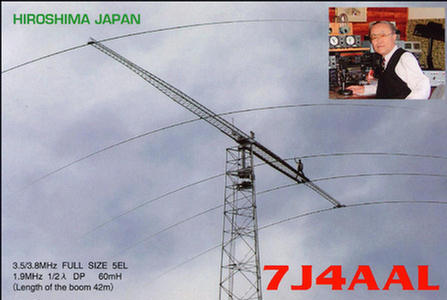 HIROSHIMA JAPAN
3.5/3.8MHz FULL SIZE 5EL
1.9MHz 1/2λ DP 60mH
(Length of the boom 42m)
7J4AAL